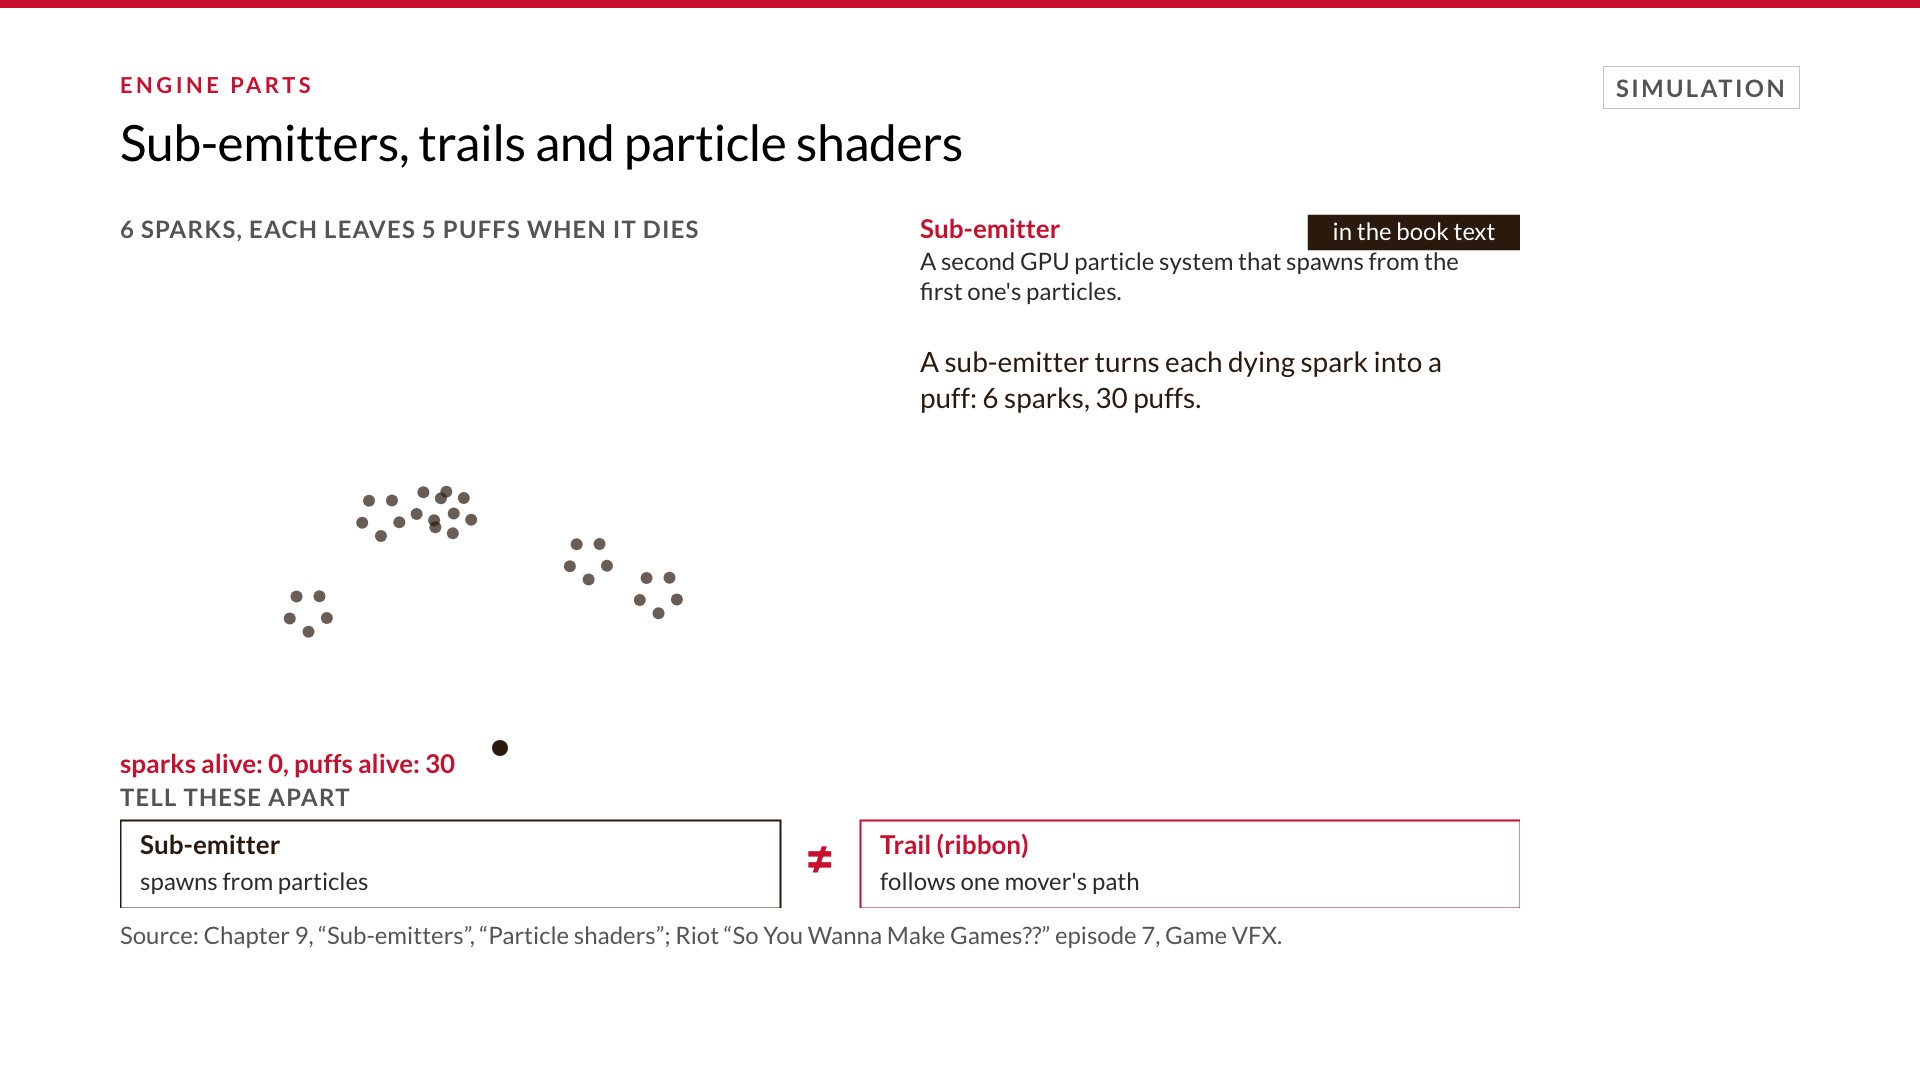 ENGINE PARTS
SIMULATION
Sub-emitters, trails and particle shaders
6 SPARKS, EACH LEAVES 5 PUFFS WHEN IT DIES
Sub-emitter
in the book text
A second GPU particle system that spawns from the
first one's particles.
A sub-emitter turns each dying spark into a
puff: 6 sparks, 30 puffs.
sparks alive: 0, puffs alive: 30
TELL THESE APART
Sub-emitter
spawns from particles
≠
Trail (ribbon)
follows one mover's path
Source: Chapter 9, “Sub-emitters”, “Particle shaders”; Riot “So You Wanna Make Games??” episode 7, Game VFX.